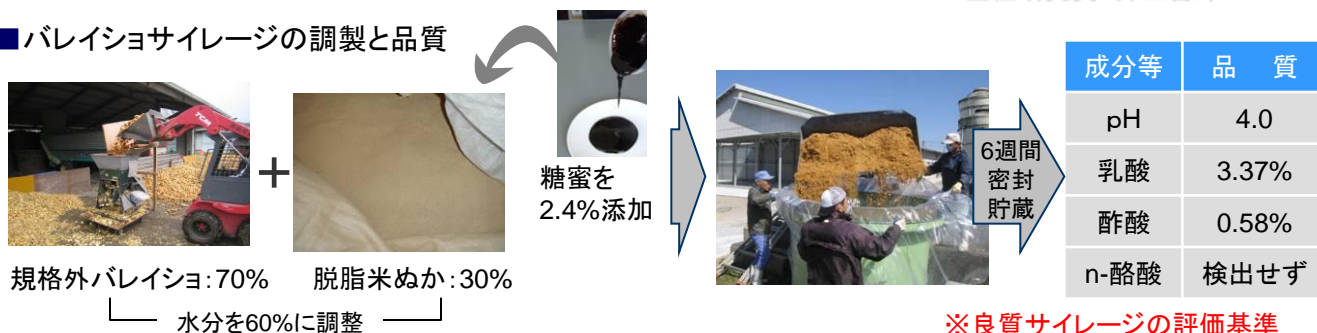 ■バレイショサイレージの調製と品質
TCM
規格外バレイショ:70%
+
脱脂米ぬか:30%
水分を60%に調整
糖蜜を
2.4%添加
6週間
密封
貯蔵
成分等 品 質
pH 4.0
乳酸 3.37%
酢酸 0.58%
n-酪酸 検出せず
※良質サイレージの評価基準